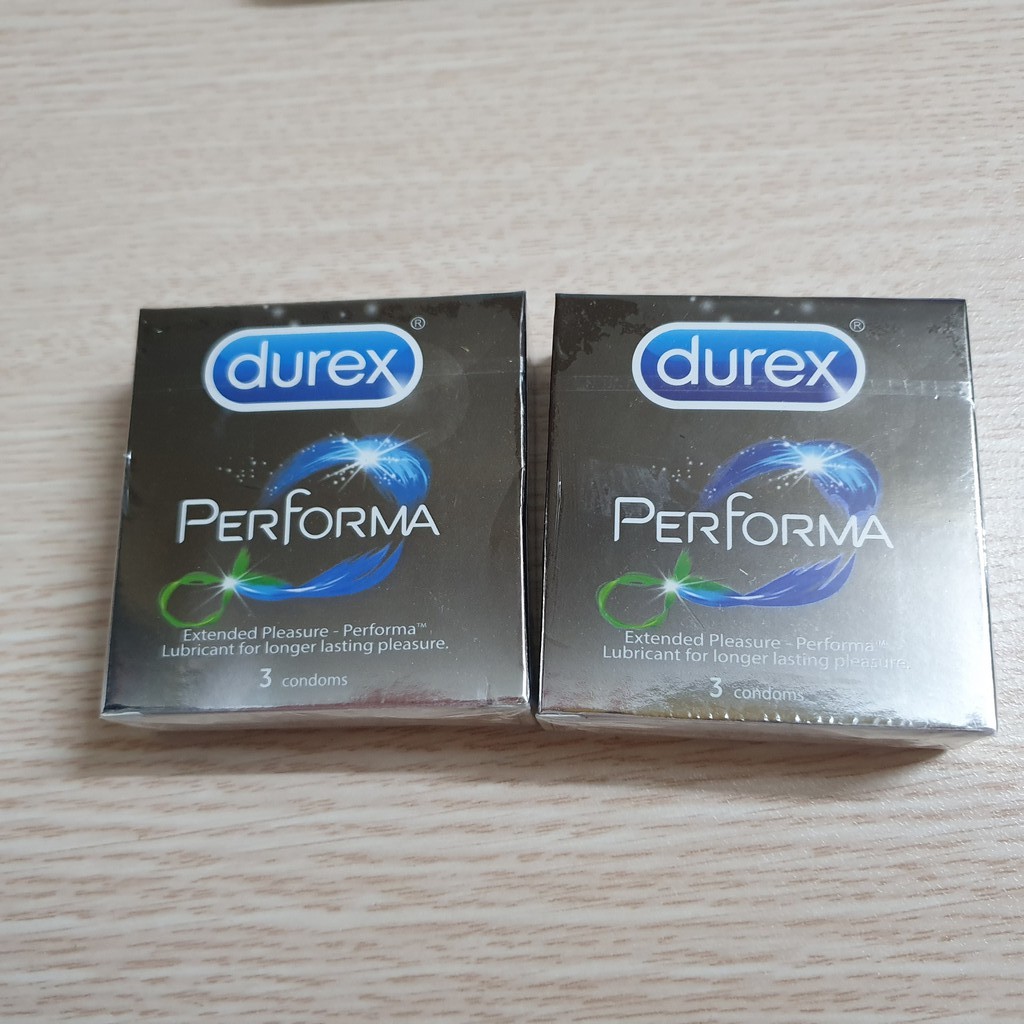 durex®
PERFORMA
Extended Pleasure - Performa™
Lubricant for longer lasting pleasure.
3 condoms
durex®
PERFORMA
Extended Pleasure - Performa™
Lubricant for longer lasting pleasure.
3 condoms